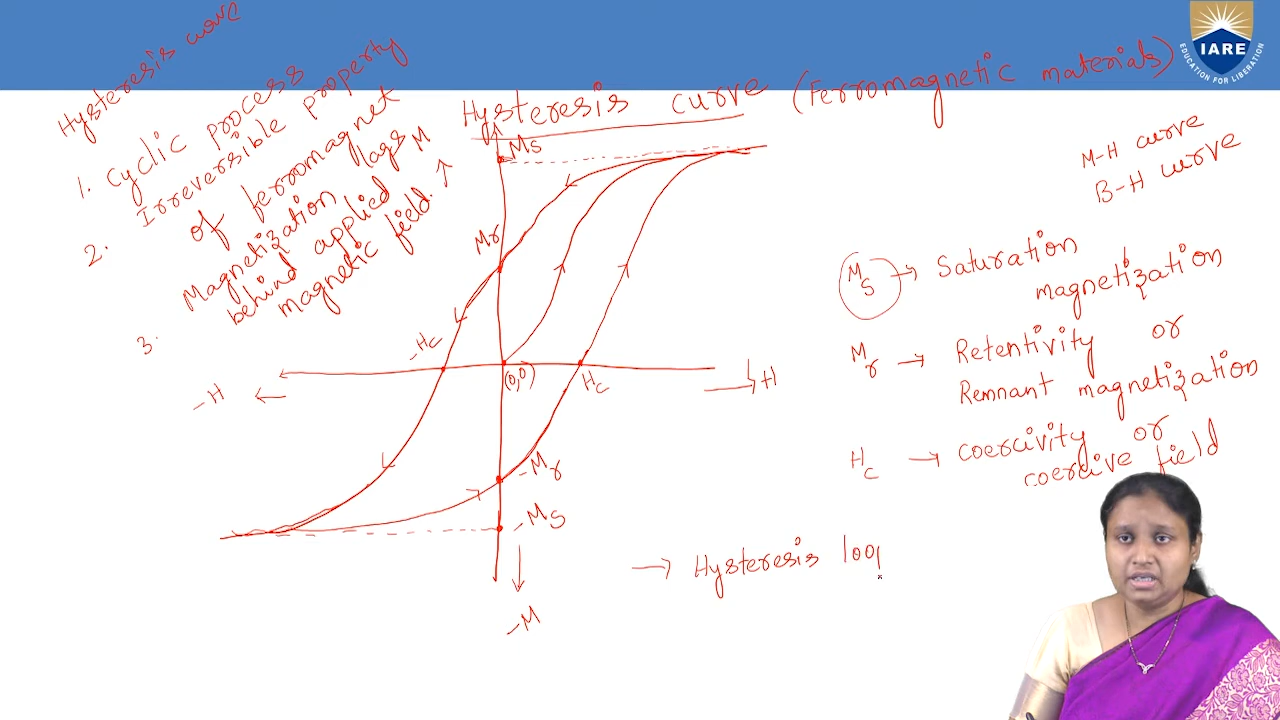 Hysteresis curve
1. Cyclic process
2. Irreversible property
of ferromagnet
3. Magnetization lags
behind applied
magnetic field.
Hysteresis curve (Ferromagnetic materials)
IARE
EDUCATION FOR LIBERATION
M-H curve
B-H curve
M
Ms
Mr
-Hc
(0,0)
Hc
H
-H
-Mr
-Ms
-M
Ms → Saturation
magnetization
Mr → Retentivity or
Remnant magnetization
Hc → coercivity or
coercive field
→ Hysteresis loop